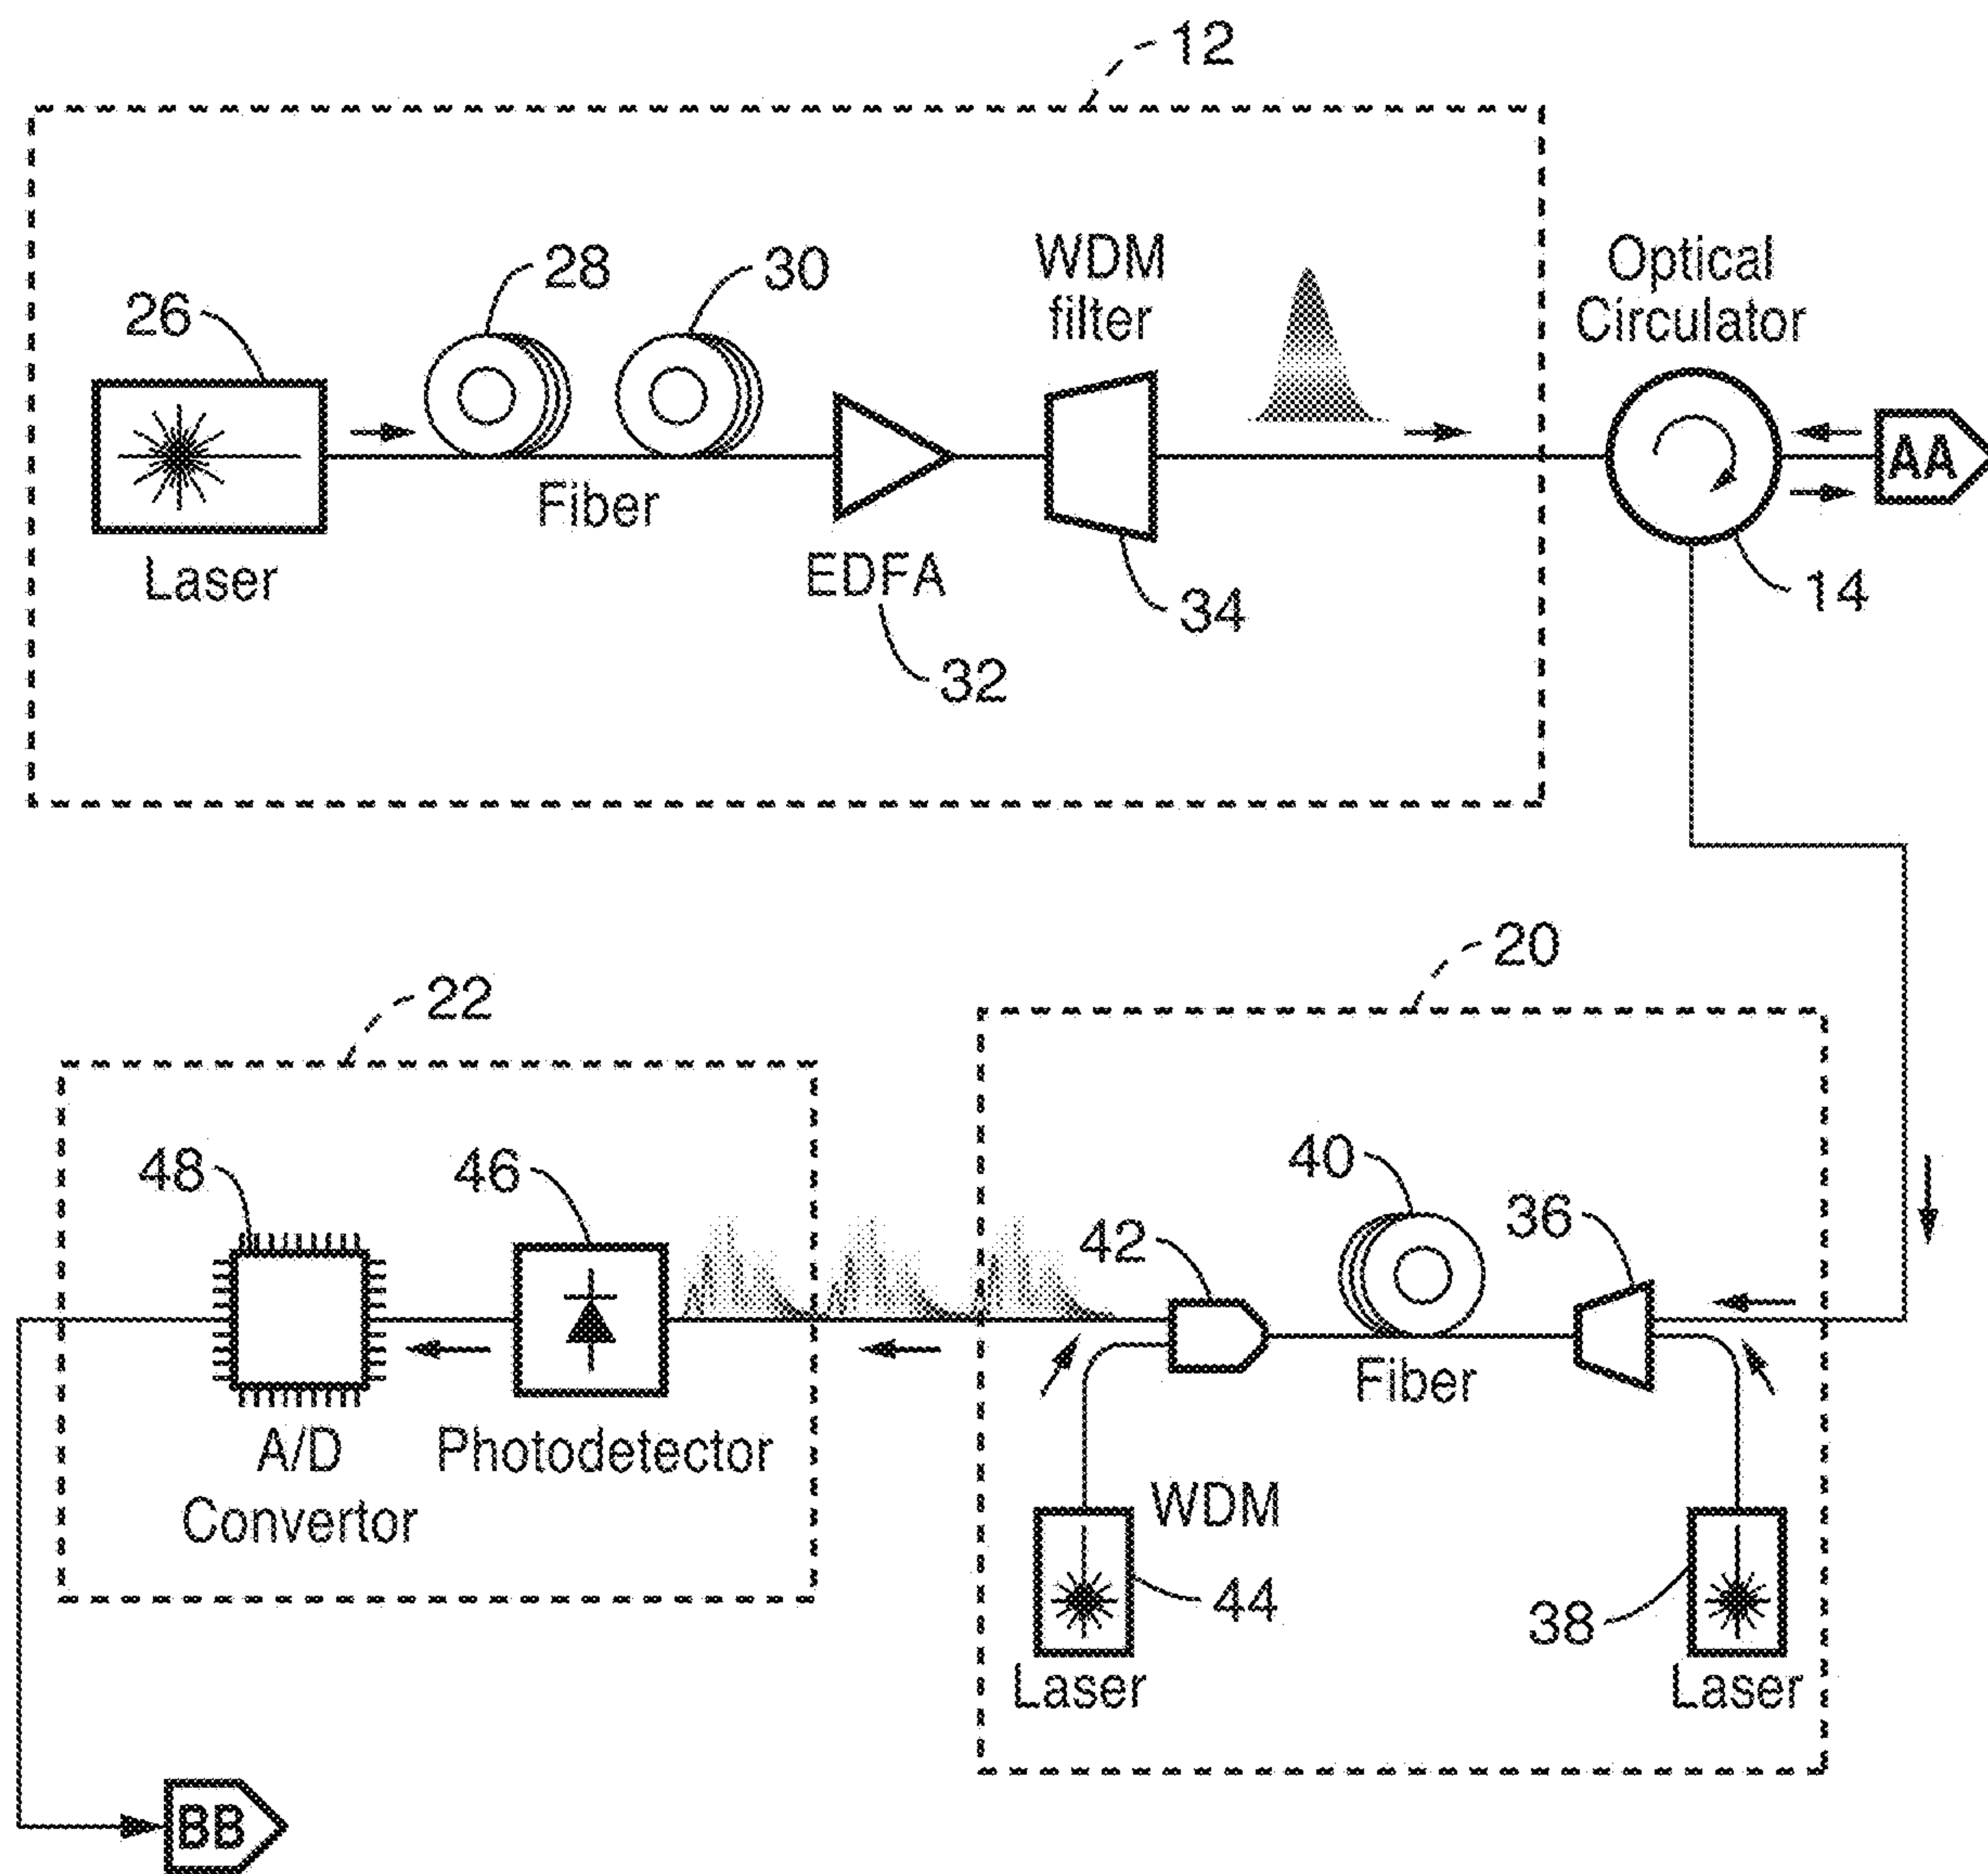 12
28
30
WDM
filter
Optical
Circulator
26
AA
Fiber
Laser
EDFA
34
14
32
20
22
48
46
40
36
42
Fiber
A/D
Convertor
Photodetector
WDM
44
38
Laser
Laser
BB